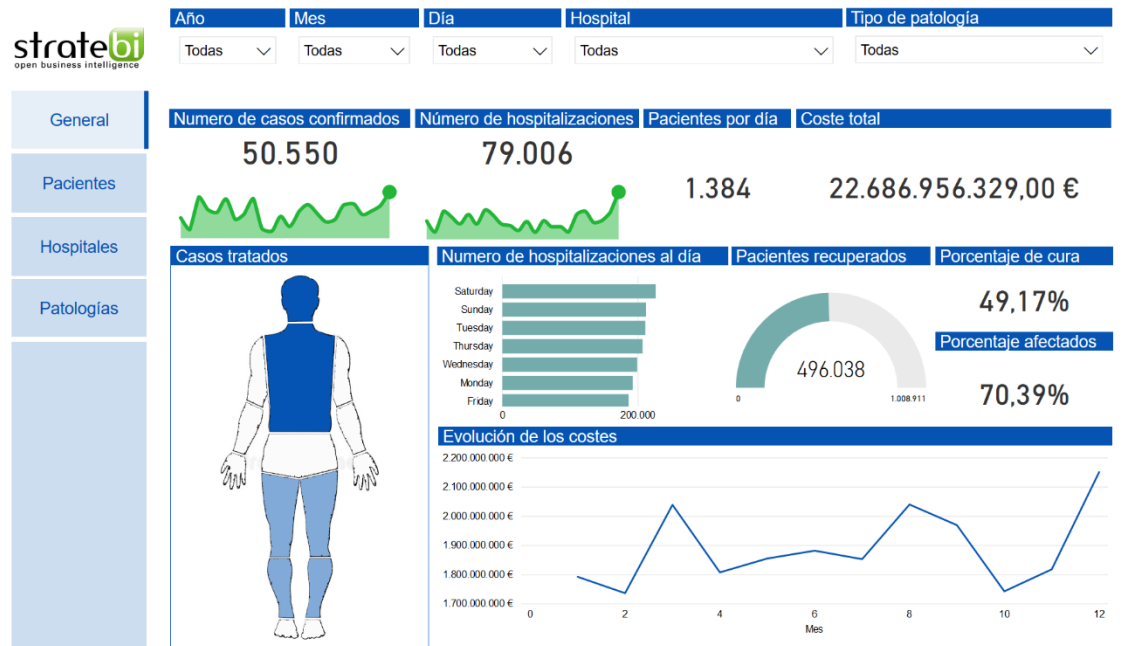 Año Mes Día Hospital Tipo de patología
stratebi
open business intelligence
Todas Todas Todas Todas Todas
General
Pacientes
Hospitales
Patologías
Numero de casos confirmados Número de hospitalizaciones Pacientes por día Coste total
50.550 79.006 1.384 22.686.956.329,00 €
Casos tratados
Numero de hospitalizaciones al día
Saturday
Sunday
Tuesday
Thursday
Wednesday
Monday
Friday
0 200.000
Pacientes recuperados
496.038
0 1.008.911
Porcentaje de cura
49,17%
Porcentaje afectados
70,39%
Evolución de los costes
2.200.000.000 €
2.100.000.000 €
2.000.000.000 €
1.900.000.000 €
1.800.000.000 €
1.700.000.000 €
0 2 4 6 8 10 12
Mes